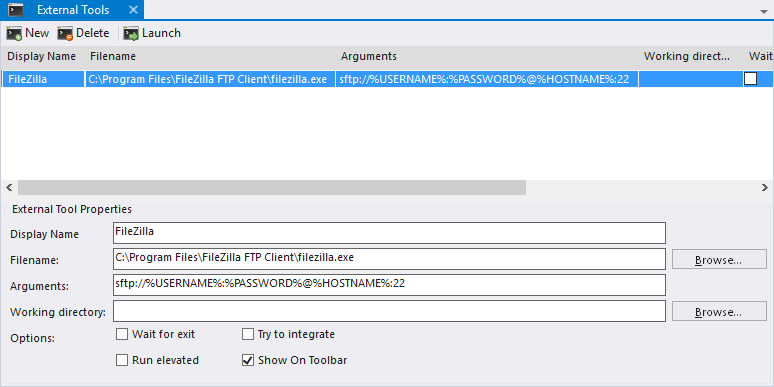 External Tools
New Delete Launch
Display Name Filename Arguments Working direct... Wait
FileZilla C:\Program Files\FileZilla FTP Client\filezilla.exe sftp://%USERNAME%:%PASSWORD%@%HOSTNAME%:22
External Tool Properties
Display Name FileZilla
Filename: C:\Program Files\FileZilla FTP Client\filezilla.exe Browse...
Arguments: sftp://%USERNAME%:%PASSWORD%@%HOSTNAME%:22
Working directory: Browse...
Options: Wait for exit Try to integrate
Run elevated Show On Toolbar